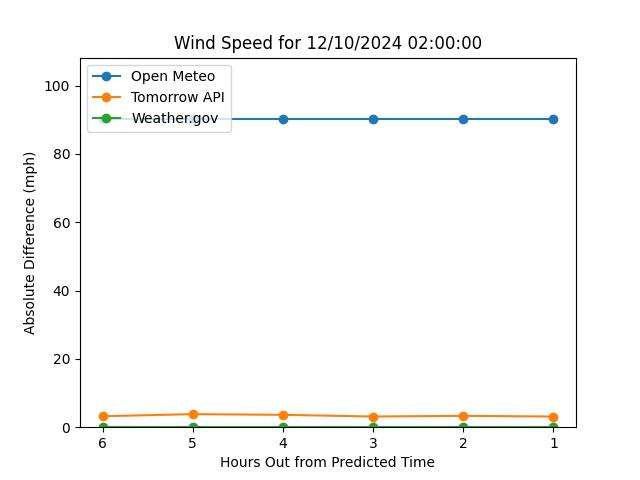 Wind Speed for 12/10/2024 02:00:00
Open Meteo
Tomorrow API
Weather.gov
100
80
60
40
20
0
Absolute Difference (mph)
6 5 4 3 2 1
Hours Out from Predicted Time